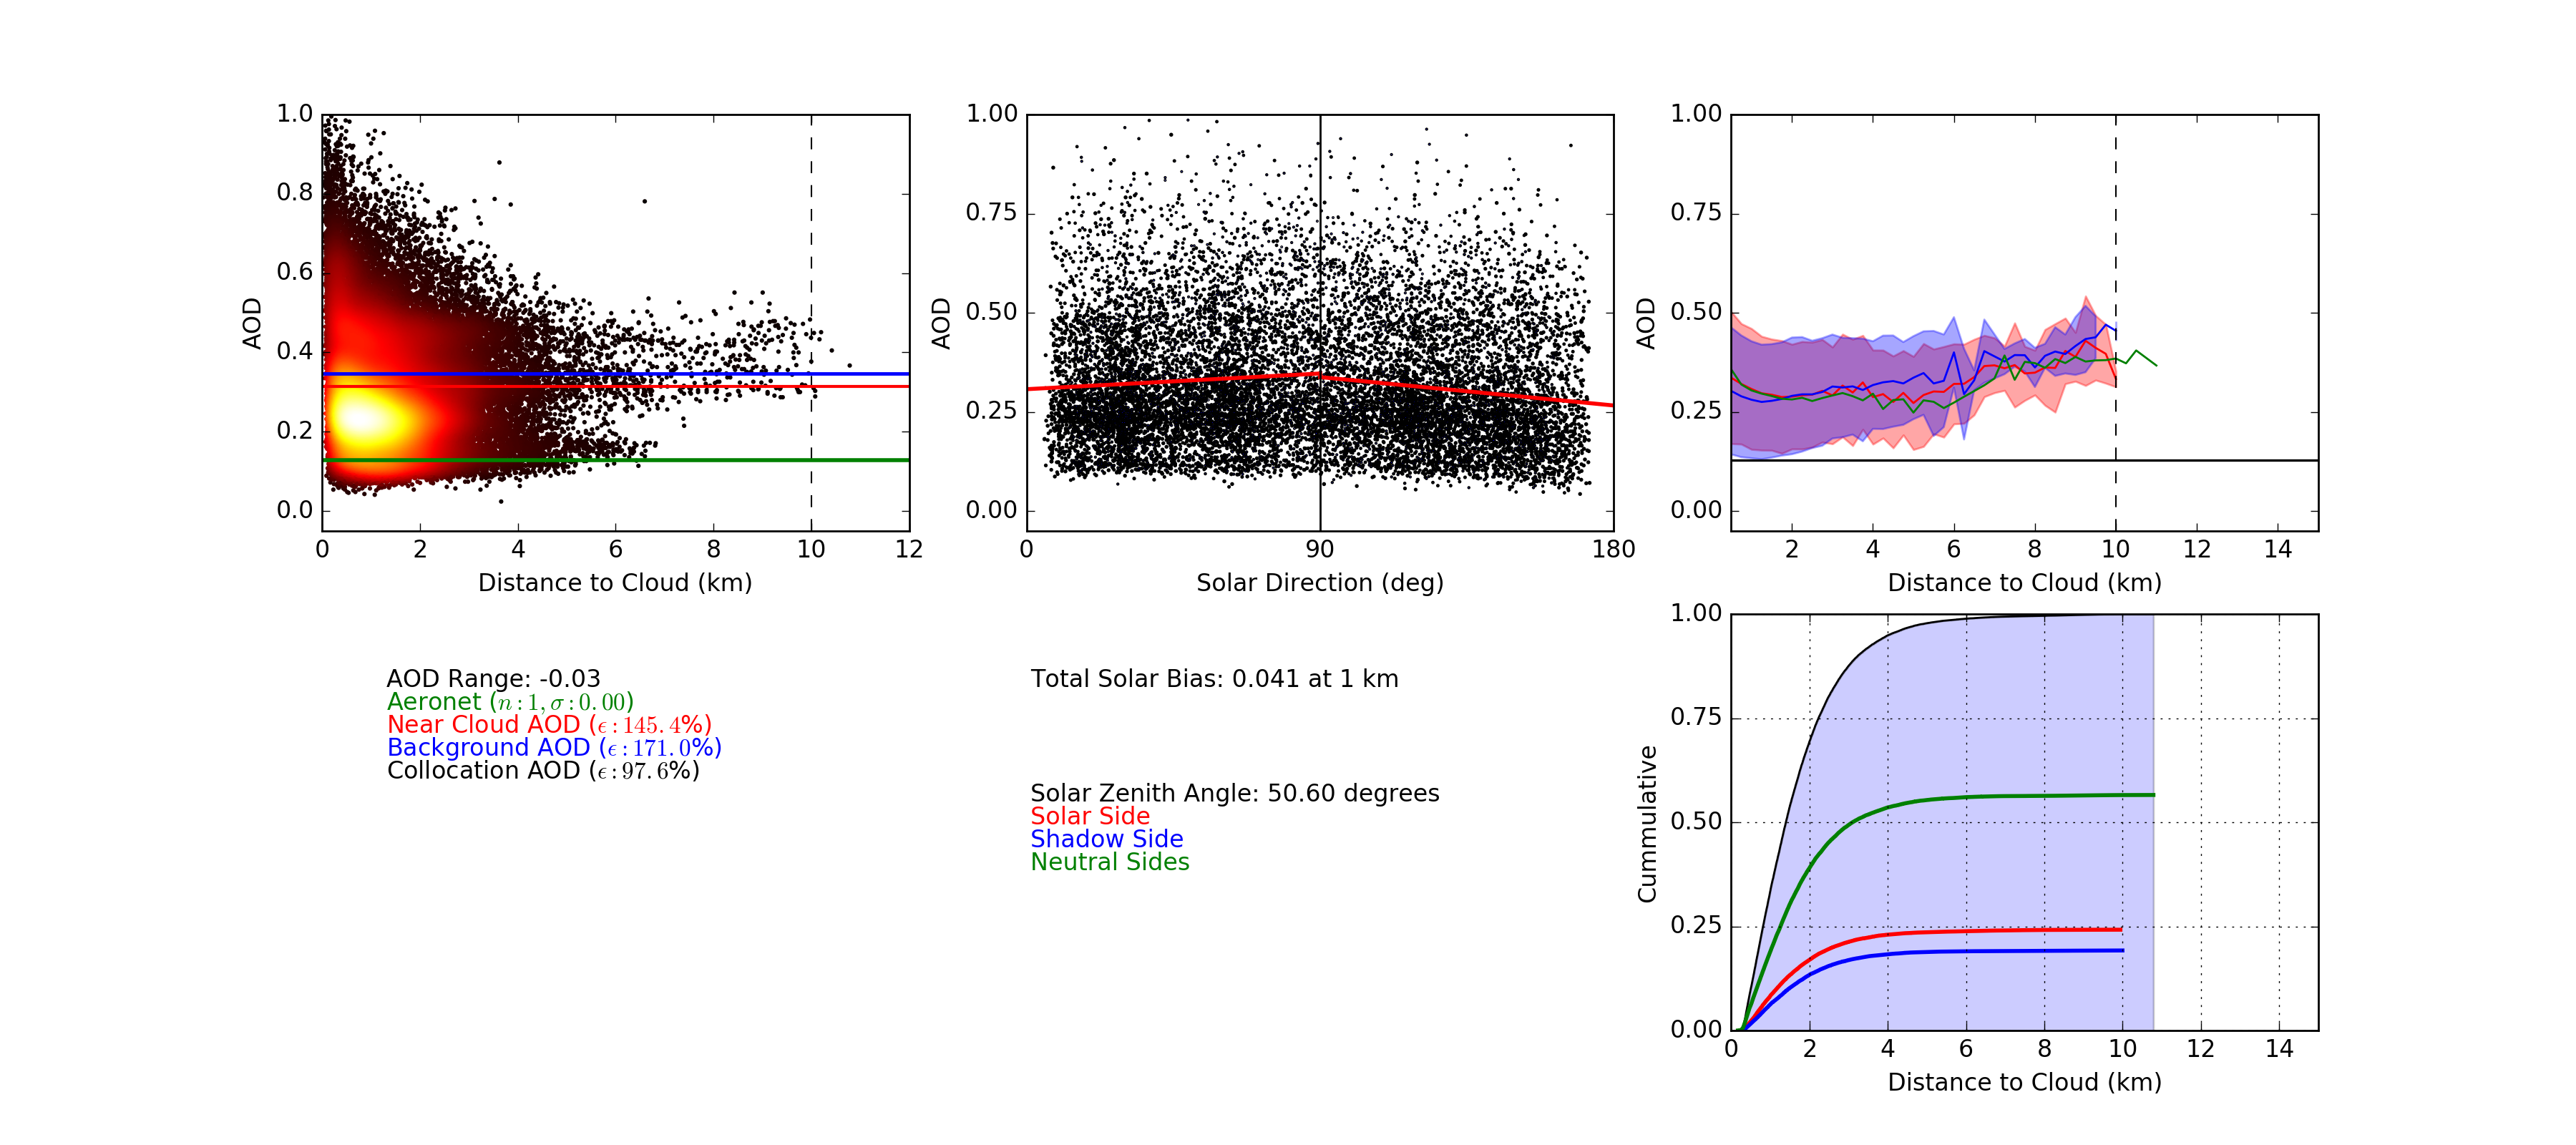 1.0
0.8
0.6
0.4
0.2
0.0
AOD
0 2 4 6 8 10 12
Distance to Cloud (km)
1.00
0.75
0.50
0.25
0.00
AOD
0 90 180
Solar Direction (deg)
1.00
0.75
0.50
0.25
0.00
AOD
2 4 6 8 10 12 14
Distance to Cloud (km)
AOD Range: -0.03
Aeronet (n : 1, σ : 0.00)
Near Cloud AOD (ϵ : 145.4%)
Background AOD (ϵ : 171.0%)
Collocation AOD (ϵ : 97.6%)
Total Solar Bias: 0.041 at 1 km
Solar Zenith Angle: 50.60 degrees
Solar Side
Shadow Side
Neutral Sides
1.00
0.75
0.50
0.25
0.00
Cummulative
0 2 4 6 8 10 12 14
Distance to Cloud (km)